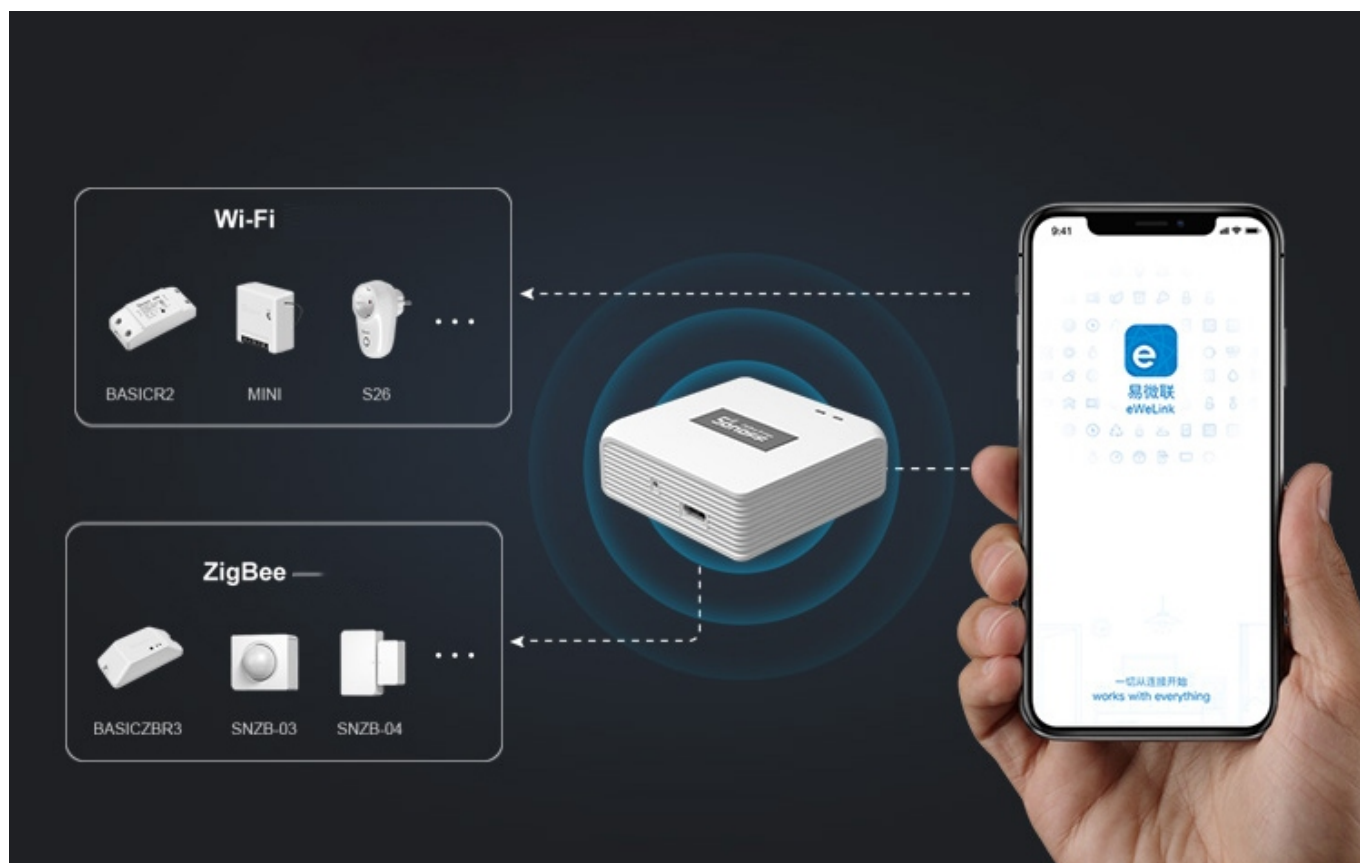 Wi-Fi
BASICR2
MINI
S26
ZigBee
BASICZBR3
SNZB-03
SNZB-04
SONOFF
9:41
e
易微联
eWeLink
一切从连接开始
works with everything